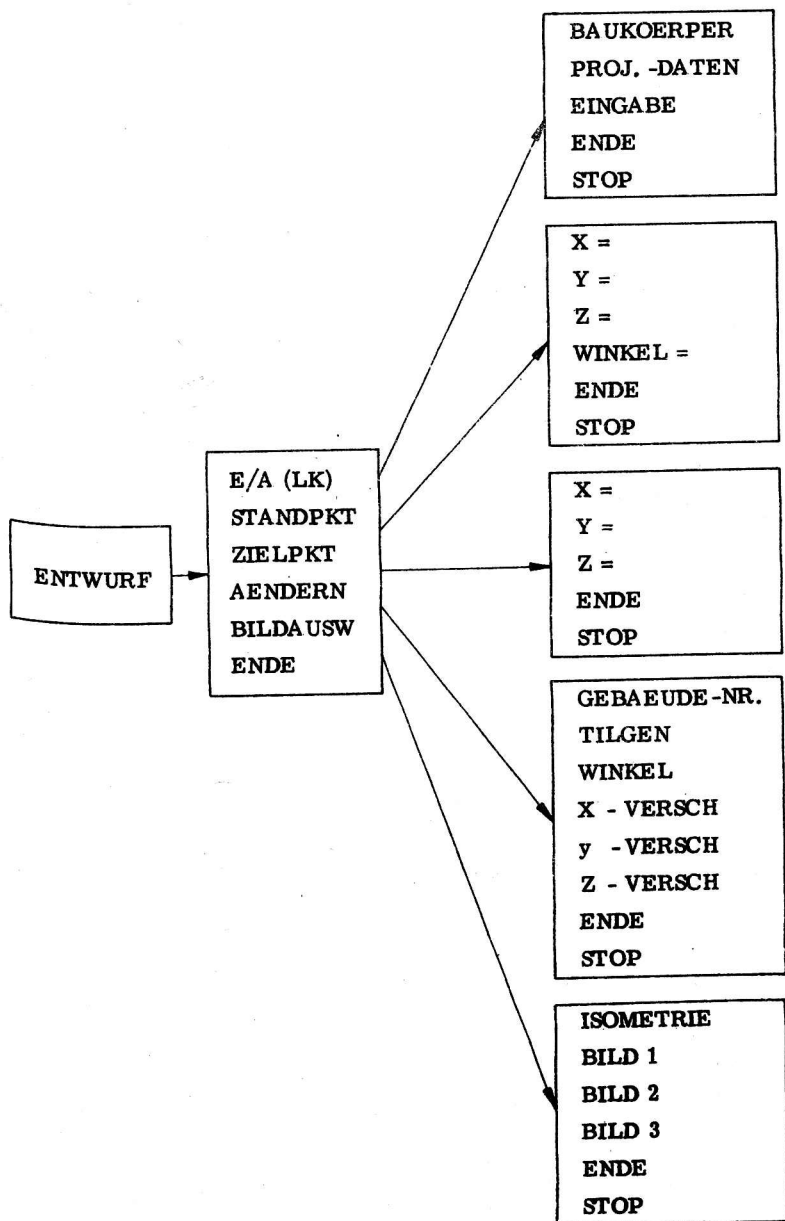 ENTWURF
E/A (LK)
STANDPKT
ZIELPKT
AENDERN
BILDAUSW
ENDE
BAUKOERPER
PROJ. -DATEN
EINGABE
ENDE
STOP
X =
Y =
Z =
WINKEL =
ENDE
STOP
X =
Y =
Z =
ENDE
STOP
GEBAEUDE-NR.
TILGEN
WINKEL
X - VERSCH
y - VERSCH
Z - VERSCH
ENDE
STOP
ISOMETRIE
BILD 1
BILD 2
BILD 3
ENDE
STOP